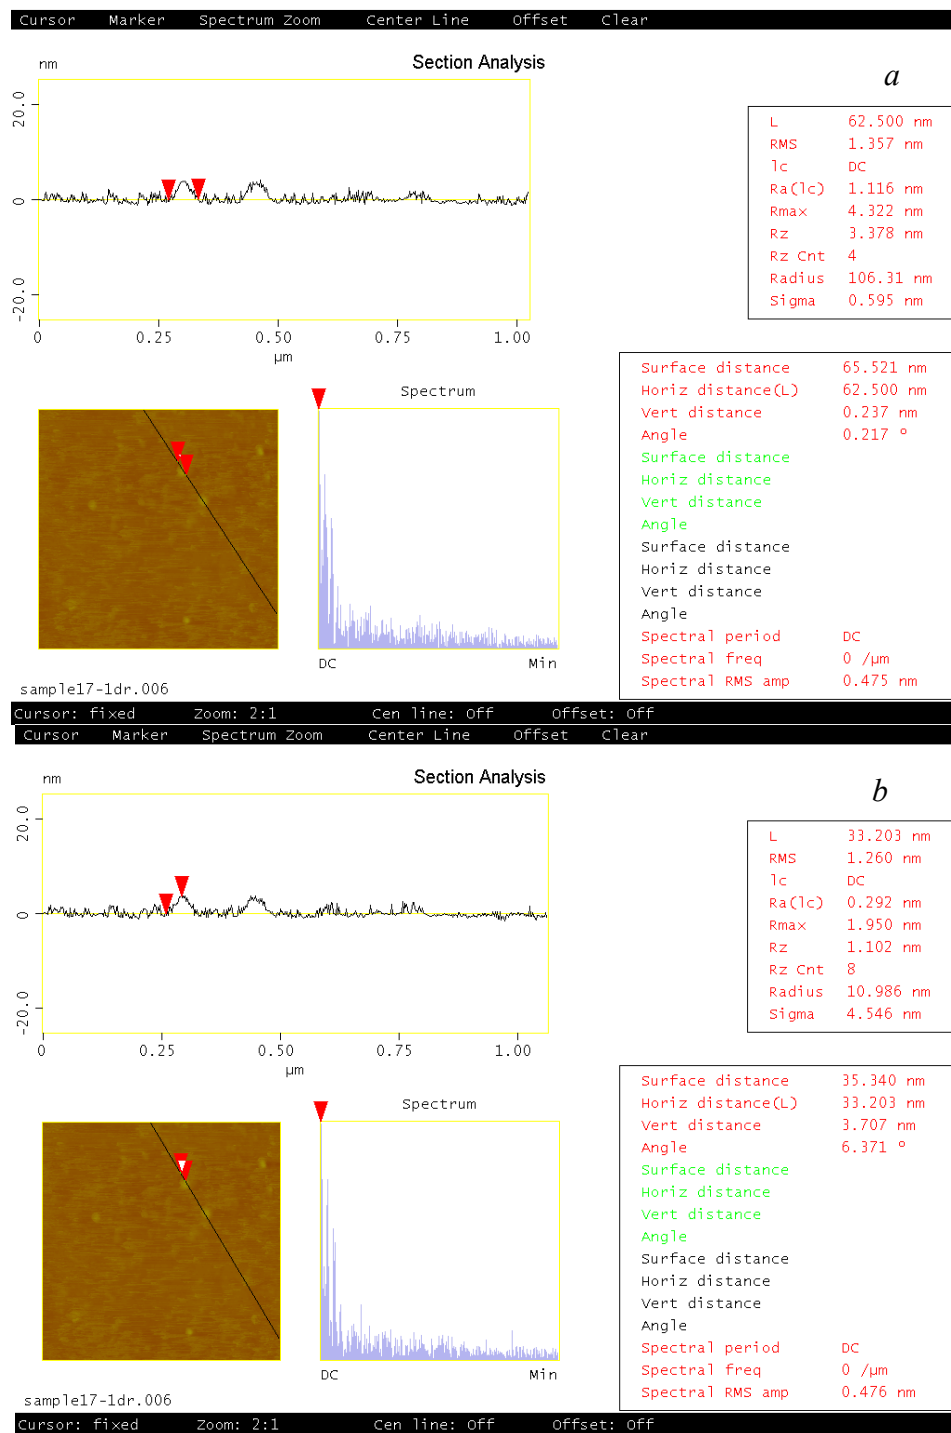 Cursor Marker Spectrum Zoom Center Line Offset Clear
nm Section Analysis a
20.0
0
-20.0
0 0.25 0.50 0.75 1.00
µm
L 62.500 nm
RMS 1.357 nm
lc DC
Ra(lc) 1.116 nm
Rmax 4.322 nm
Rz 3.378 nm
Rz Cnt 4
Radius 106.31 nm
Sigma 0.595 nm
Spectrum
DC Min
Surface distance 65.521 nm
Horiz distance(L) 62.500 nm
Vert distance 0.237 nm
Angle 0.217 °
Surface distance
Horiz distance
Vert distance
Angle
Surface distance
Horiz distance
Vert distance
Angle
Spectral period DC
Spectral freq 0 /µm
Spectral RMS amp 0.475 nm
sample17-1dr.006
Cursor: fixed Zoom: 2:1 Cen line: Off Offset: Off
Cursor Marker Spectrum Zoom Center Line Offset Clear
nm Section Analysis b
20.0
0
-20.0
0 0.25 0.50 0.75 1.00
µm
L 33.203 nm
RMS 1.260 nm
lc DC
Ra(lc) 0.292 nm
Rmax 1.950 nm
Rz 1.102 nm
Rz Cnt 8
Radius 10.986 nm
Sigma 4.546 nm
Spectrum
DC Min
Surface distance 35.340 nm
Horiz distance(L) 33.203 nm
Vert distance 3.707 nm
Angle 6.371 °
Surface distance
Horiz distance
Vert distance
Angle
Surface distance
Horiz distance
Vert distance
Angle
Spectral period DC
Spectral freq 0 /µm
Spectral RMS amp 0.476 nm
sample17-1dr.006
Cursor: fixed Zoom: 2:1 Cen line: Off Offset: Off